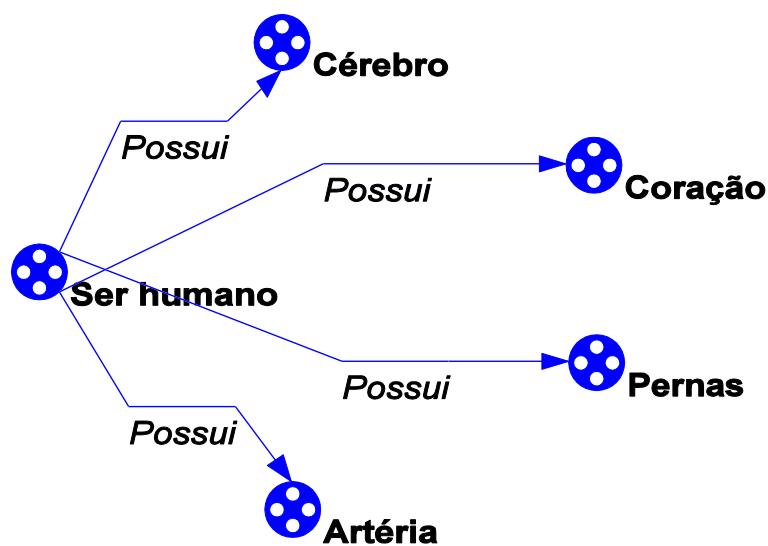 Cérebro
Possui
Possui
Coração
Ser humano
Possui
Pernas
Possui
Artéria